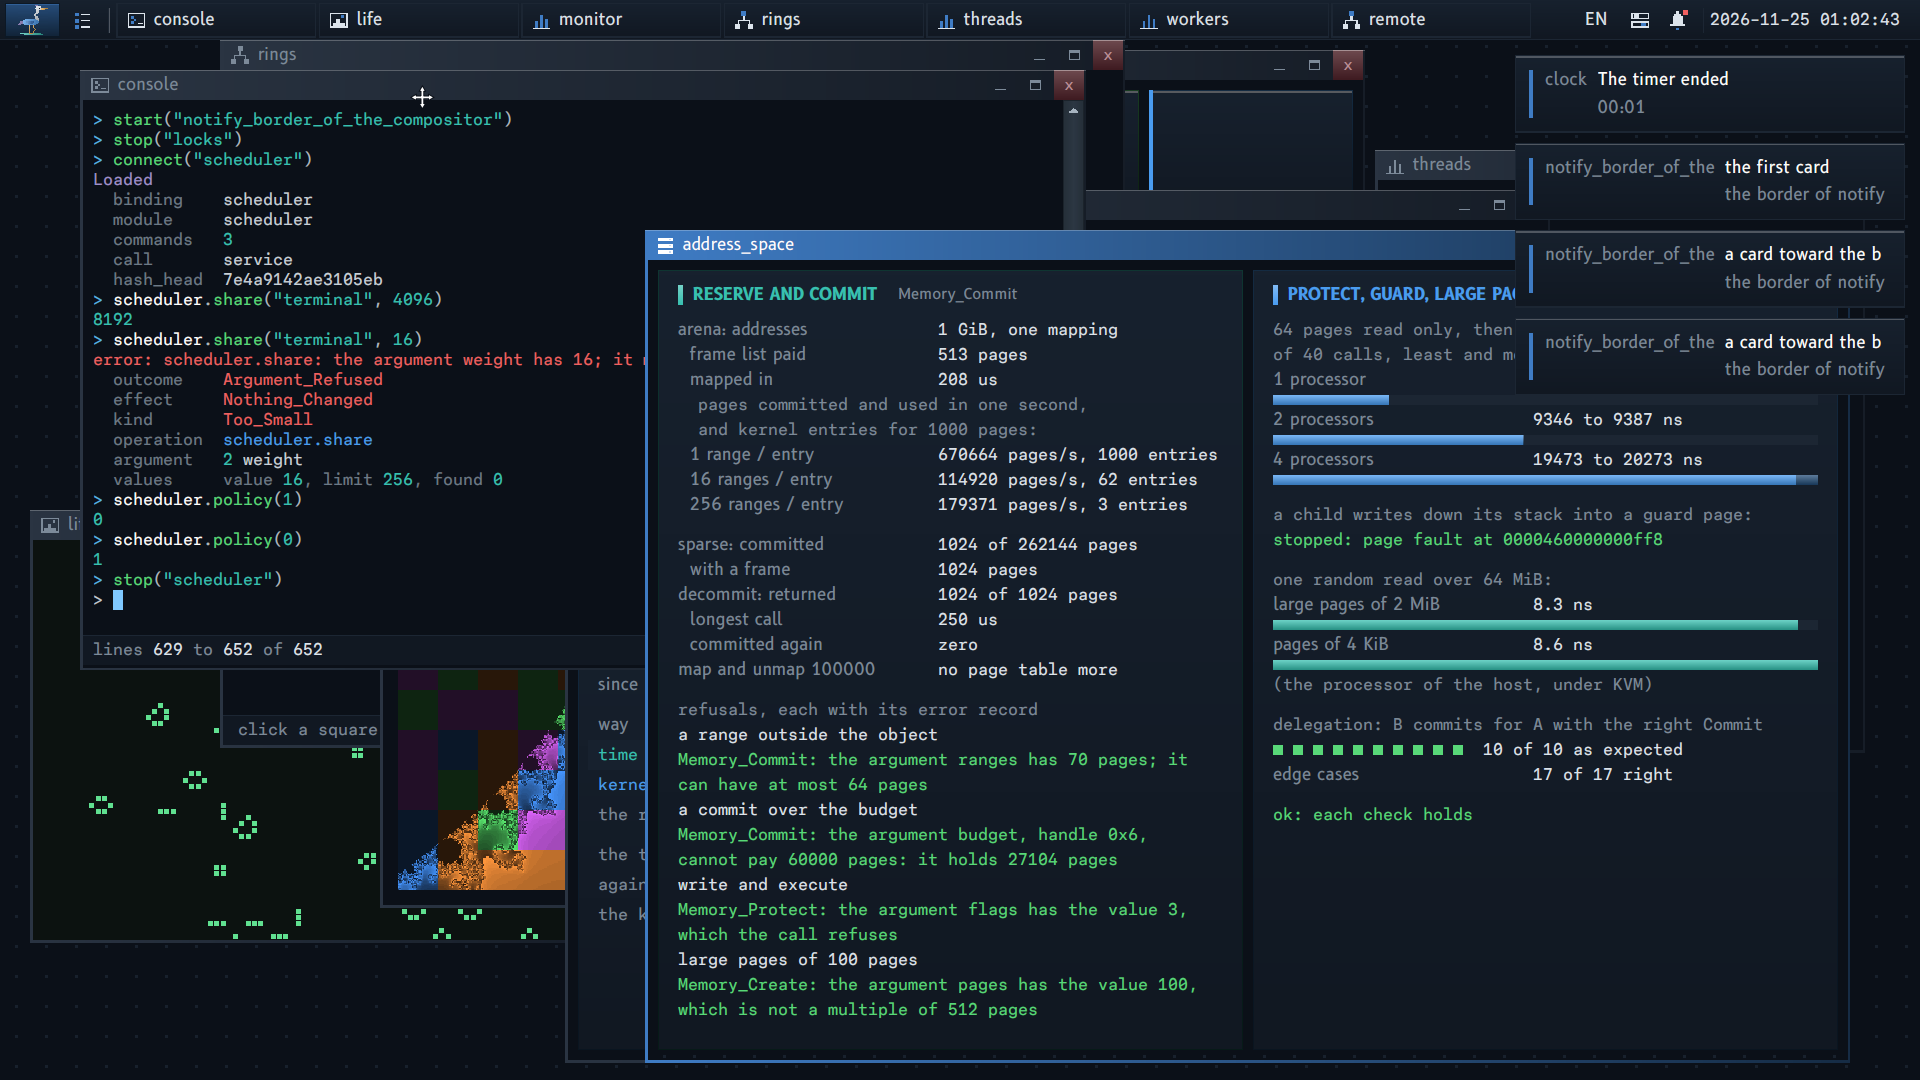 console
life
monitor
rings
threads
workers
remote
EN
2026-11-25 01:02:43
rings
console
> start("notify_border_of_the_compositor")
> stop("locks")
> connect("scheduler")
Loaded
binding scheduler
module scheduler
commands 3
call service
hash_head 7e4a9142ae3105eb
> scheduler.share("terminal", 4096)
8192
> scheduler.share("terminal", 16)
error: scheduler.share: the argument weight has 16; it
outcome Argument_Refused
effect Nothing_Changed
kind Too_Small
operation scheduler.share
argument 2 weight
values value 16, limit 256, found 0
> scheduler.policy(1)
0
> scheduler.policy(0)
1
> stop("scheduler")
>
lines 629 to 652 of 652
click a square
since
way
time
kerne
the
the t
again
the k
threads
clock The timer ended
00:01
notify_border_of_the the first card
the border of notify
notify_border_of_the a card toward the b
the border of notify
notify_border_of_the a card toward the b
the border of notify
address_space
RESERVE AND COMMIT Memory_Commit
arena: addresses 1 GiB, one mapping
frame list paid 513 pages
mapped in 208 us
pages committed and used in one second,
and kernel entries for 1000 pages:
1 range / entry 670664 pages/s, 1000 entries
16 ranges / entry 114920 pages/s, 62 entries
256 ranges / entry 179371 pages/s, 3 entries
sparse: committed 1024 of 262144 pages
with a frame 1024 pages
decommit: returned 1024 of 1024 pages
longest call 250 us
committed again zero
map and unmap 100000 no page table more
refusals, each with its error record
a range outside the object
Memory_Commit: the argument ranges has 70 pages; it
can have at most 64 pages
a commit over the budget
Memory_Commit: the argument budget, handle 0x6,
cannot pay 60000 pages: it holds 27104 pages
write and execute
Memory_Protect: the argument flags has the value 3,
which the call refuses
large pages of 100 pages
Memory_Create: the argument pages has the value 100,
which is not a multiple of 512 pages
PROTECT, GUARD, LARGE PA
64 pages read only, then
of 40 calls, least and m
1 processor
2 processors 9346 to 9387 ns
4 processors 19473 to 20273 ns
a child writes down its stack into a guard page:
stopped: page fault at 0000460000000ff8
one random read over 64 MiB:
large pages of 2 MiB 8.3 ns
pages of 4 KiB 8.6 ns
(the processor of the host, under KVM)
delegation: B commits for A with the right Commit
10 of 10 as expected
edge cases 17 of 17 right
ok: each check holds